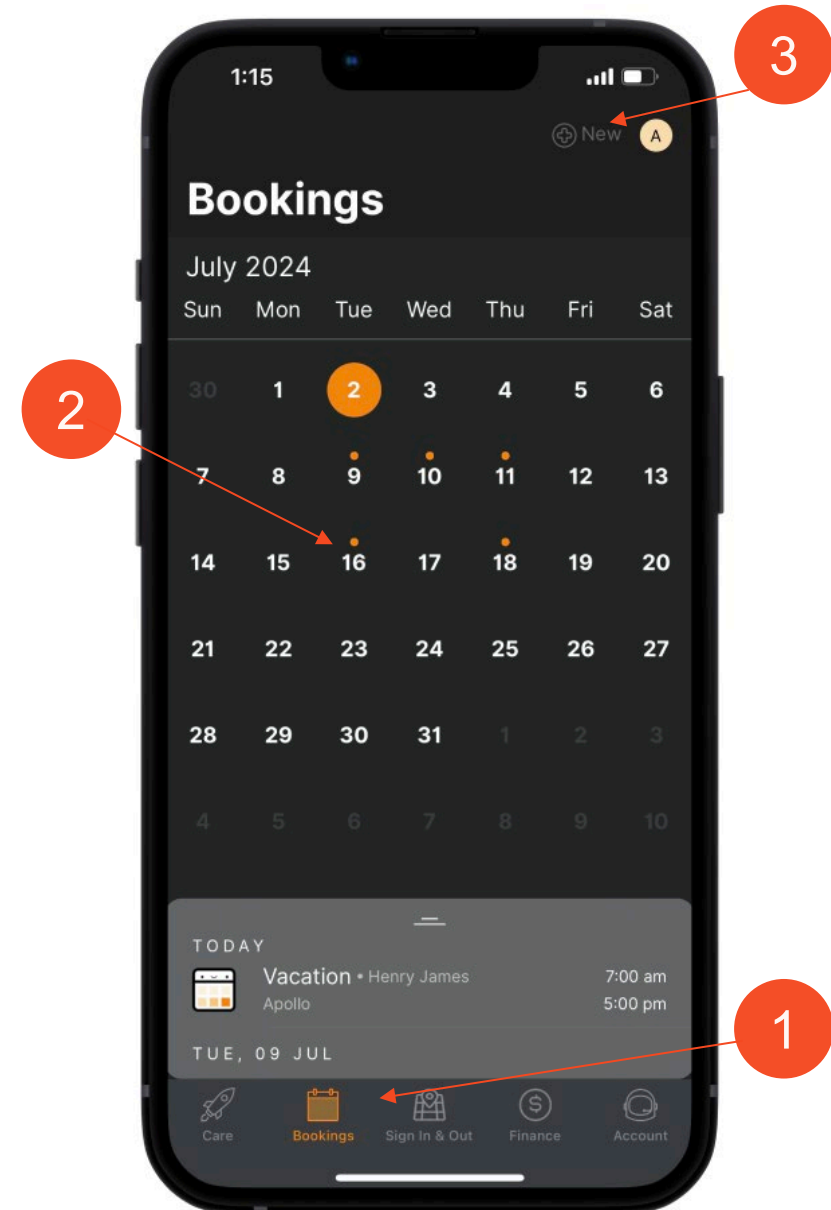 3
1:15
New A
Bookings
July 2024
Sun Mon Tue Wed Thu Fri Sat
30 1 2 3 4 5 6
2
7 8 9 10 11 12 13
14 15 16 17 18 19 20
21 22 23 24 25 26 27
28 29 30 31 1 2 3
4 5 6 7 8 9 10
TODAY
Vacation • Henry James 7:00 am
Apollo 5:00 pm
1
TUE, 09 JUL
Care Bookings Sign In & Out Finance Account